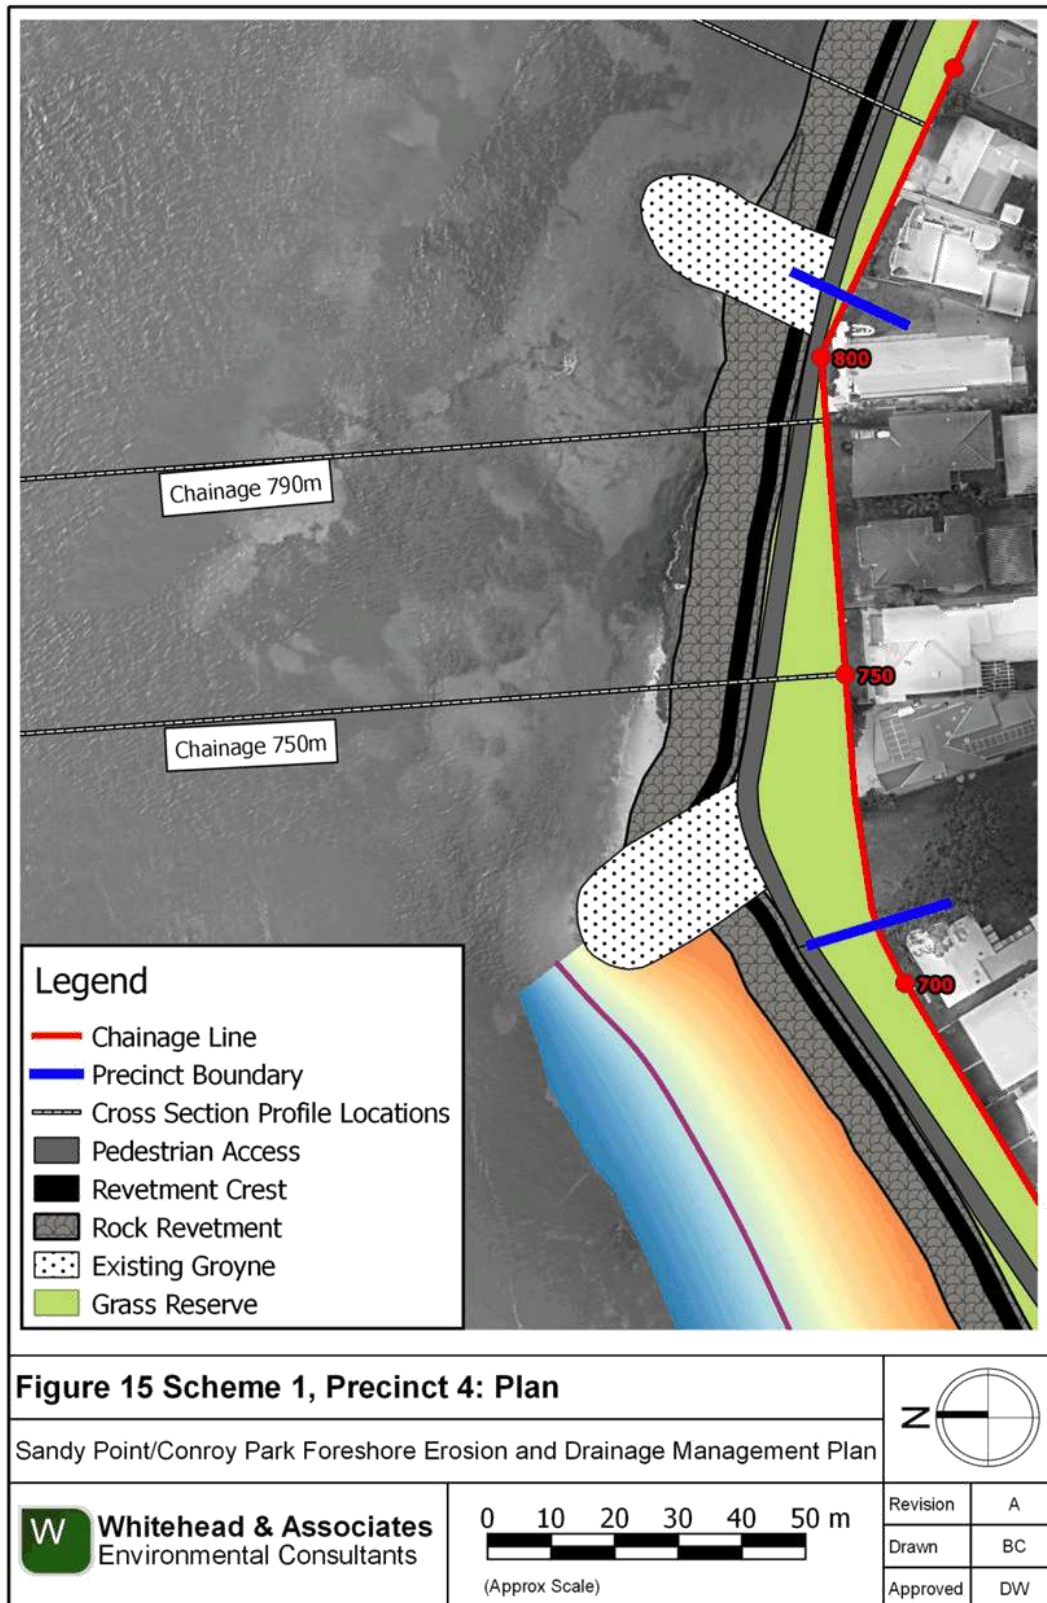 800
Chainage 790m
750
Chainage 750m
700
Legend
Chainage Line
Precinct Boundary
Cross Section Profile Locations
Pedestrian Access
Revetment Crest
Rock Revetment
Existing Groyne
Grass Reserve
Figure 15 Scheme 1, Precinct 4: Plan
Sandy Point/Conroy Park Foreshore Erosion and Drainage Management Plan
N
W
Whitehead & Associates
Environmental Consultants
0 10 20 30 40 50 m
(Approx Scale)
Revision A
Drawn BC
Approved DW